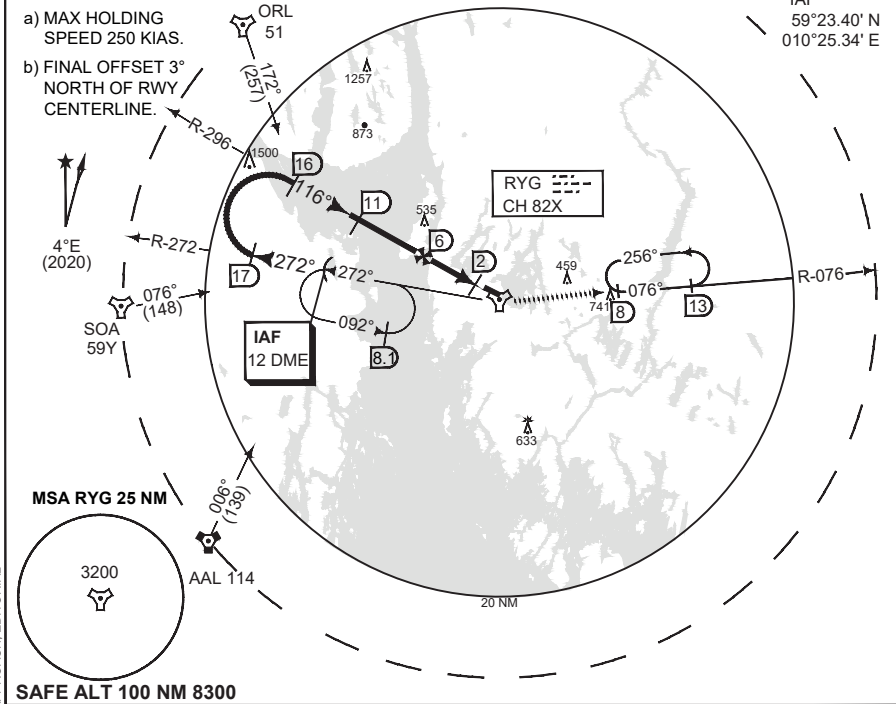 a) MAX HOLDING
SPEED 250 KIAS.
b) FINAL OFFSET 3°
NORTH OF RWY
CENTERLINE.
ORL
51
172°
(257)
IAF
59°23.40' N
010°25.34' E
1257
873
R-296
1500
16
116°
11
RYG
CH 82X
535
6
4°E
(2020)
R-272
17
272°
272°
2
459
256°
076°
R-076
741
8
13
SOA
59Y
076°
(148)
092°
8.1
IAF
12 DME
633
006°
(139)
AAL 114
MSA RYG 25 NM
3200
20 NM
SAFE ALT 100 NM 8300